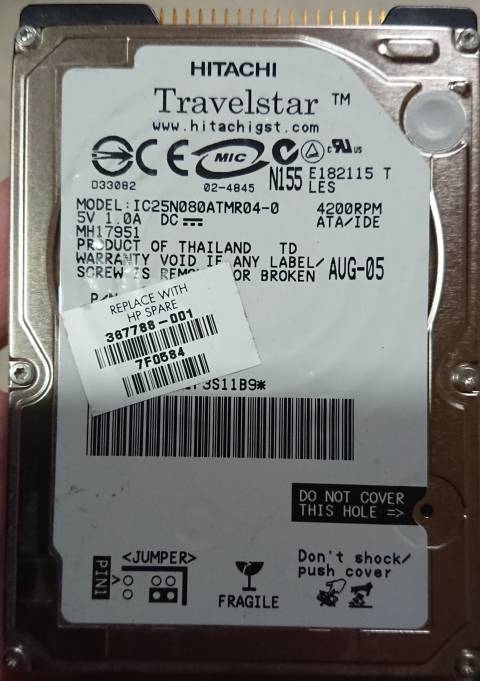 HITACHI
Travelstar ™
www.hitachigst.com
MIC
N155 E182115 T
D33082 02-4845 LES
MODEL:IC25N080ATMR04-0 4200RPM
5V 1.0A DC ATA/IDE
MH17951
PRODUCT OF THAILAND TD
WARRANTY VOID IF ANY LABEL/ AUG-05
SCREW IS REMO OR BROKEN
P/N
REPLACE WITH
HP SPARE
367788-001
7F0584
S11B9*
DO NOT COVER
THIS HOLE =>
<JUMPER>
PIN1
FRAGILE
Don't shock/
push cover